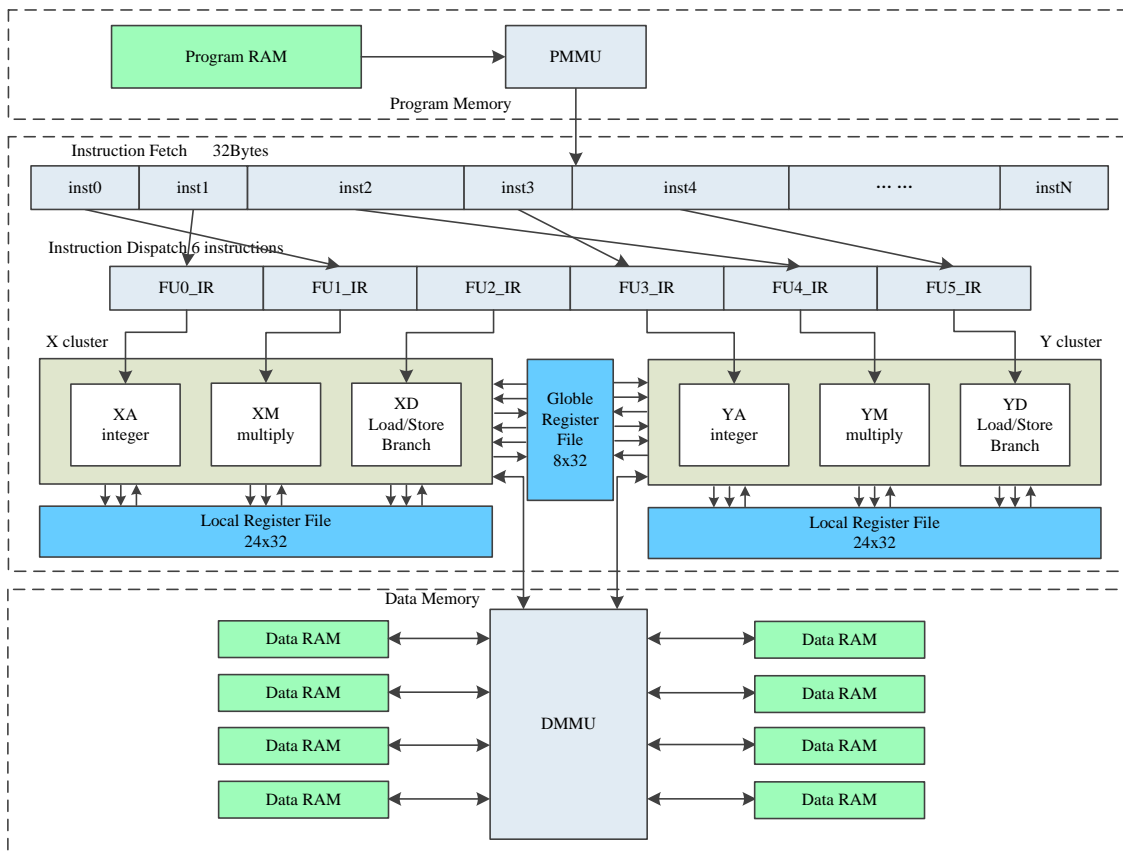 Program RAM
PMMU
Program Memory
Instruction Fetch 32Bytes
inst0
inst1
inst2
inst3
inst4
... ...
instN
Instruction Dispatch 6 instructions
FU0_IR
FU1_IR
FU2_IR
FU3_IR
FU4_IR
FU5_IR
X cluster
Y cluster
XA
integer
XM
multiply
XD
Load/Store
Branch
Globle
Register
File
8x32
YA
integer
YM
multiply
YD
Load/Store
Branch
Local Register File
24x32
Local Register File
24x32
Data Memory
Data RAM
Data RAM
Data RAM
Data RAM
DMMU
Data RAM
Data RAM
Data RAM
Data RAM